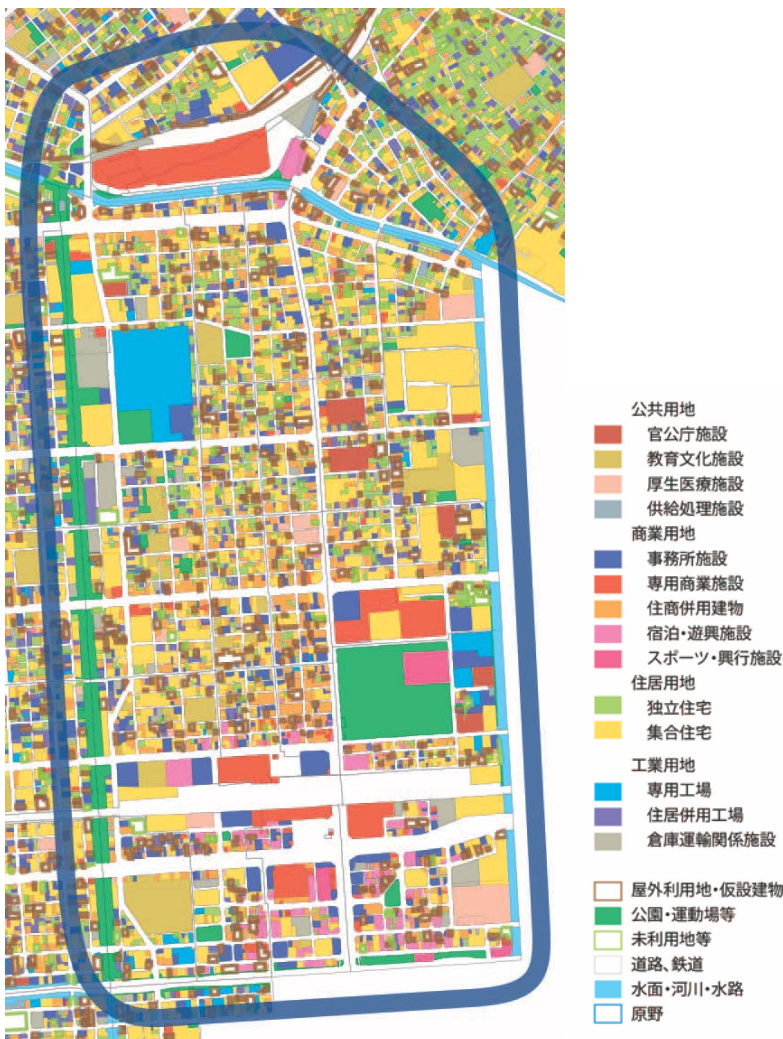 公共用地
官公庁施設
教育文化施設
厚生医療施設
供給処理施設
商業用地
事務所施設
専用商業施設
住商併用建物
宿泊・遊興施設
スポーツ・興行施設
住居用地
独立住宅
集合住宅
工業用地
専用工場
住居併用工場
倉庫運輸関係施設
屋外利用地・仮設建物
公園・運動場等
未利用地等
道路、鉄道
水面・河川・水路
原野